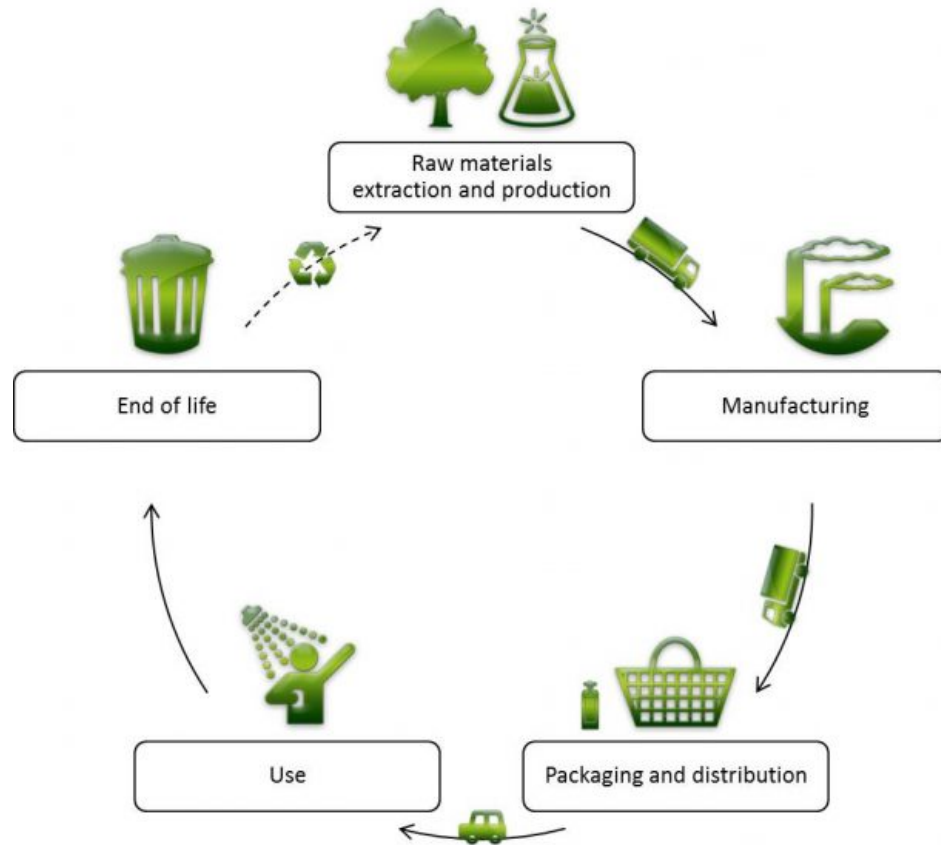 Raw materials
extraction and production
End of life
Manufacturing
Use
Packaging and distribution